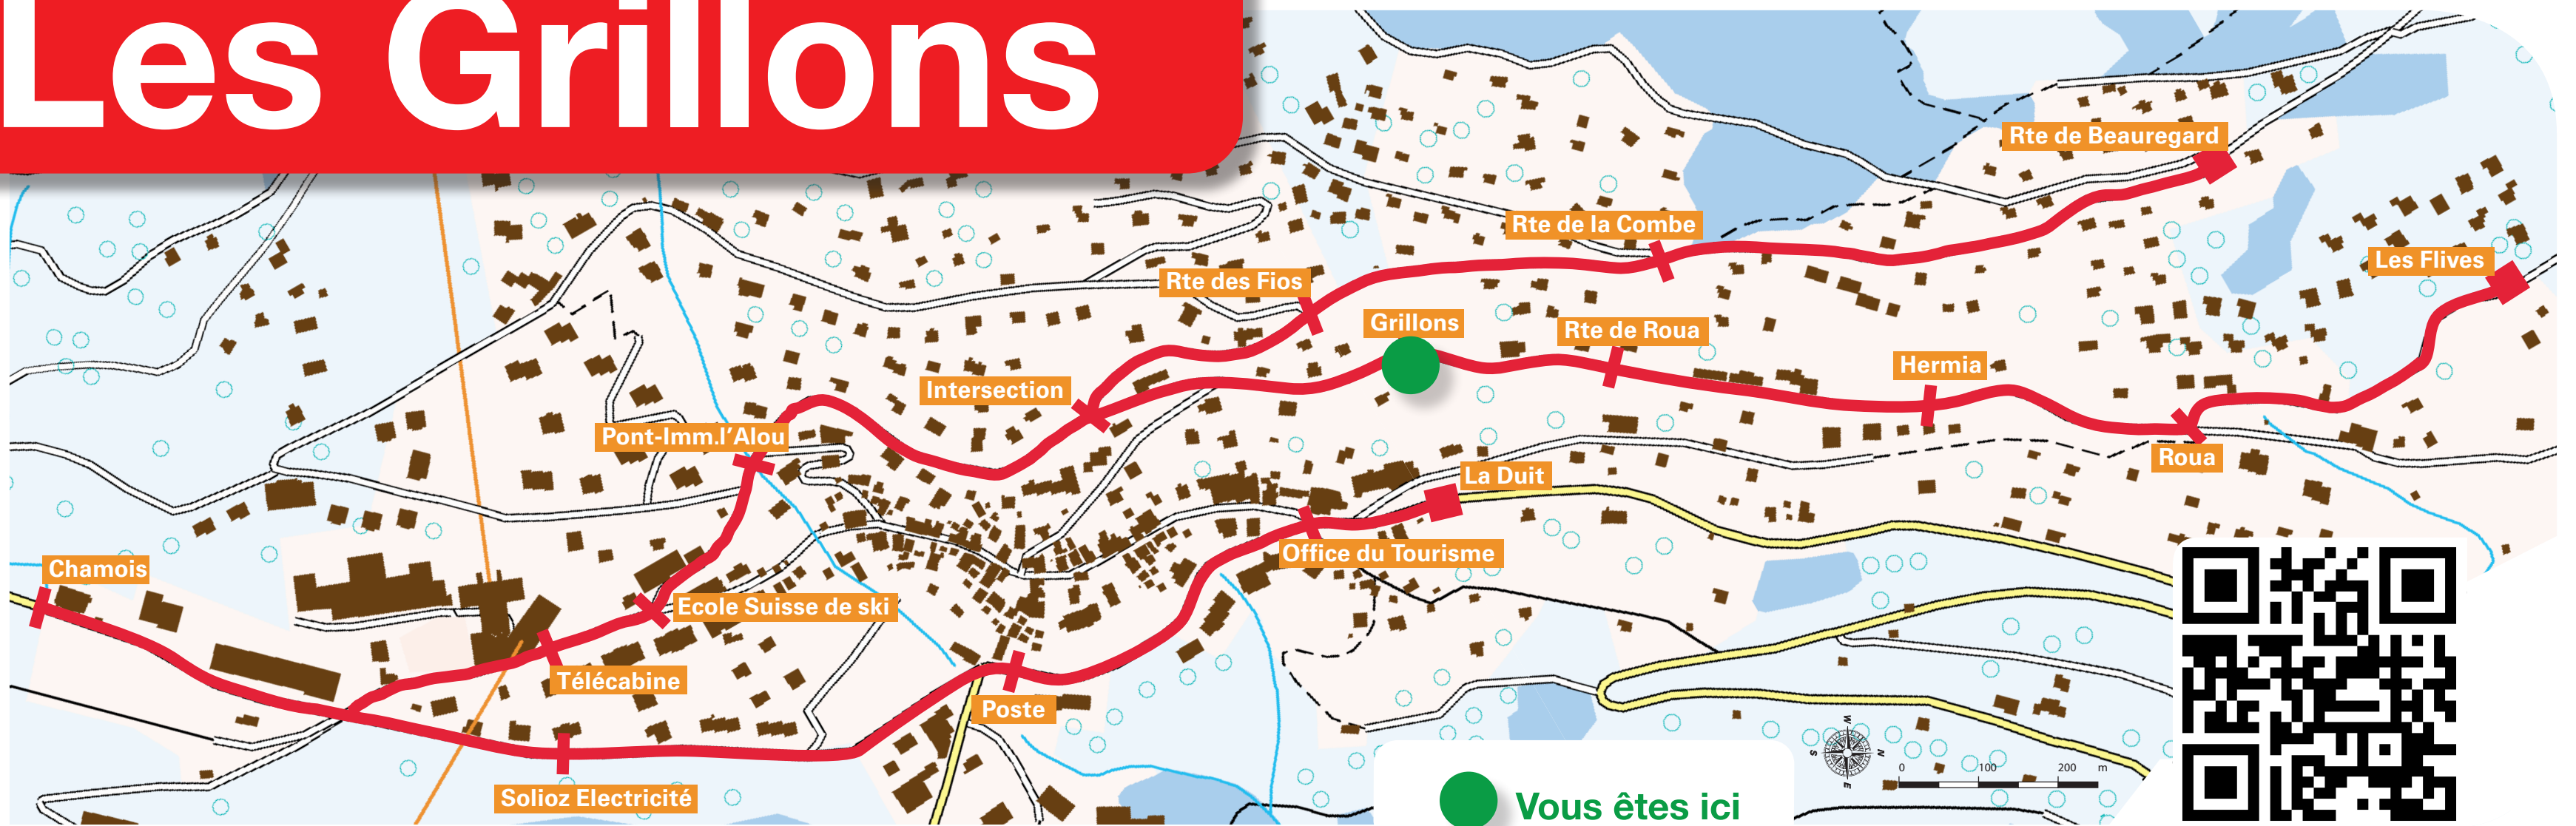 Les Grillons
Rte de Beauregard
Rte de la Combe
Les Flives
Rte des Fios
Grillons
Rte de Roua
Hermia
Intersection
Pont-Imm.l'Alou
Roua
La Duit
Office du Tourisme
Chamois
Ecole Suisse de ski
Télécabine
Poste
Solioz Electricité
W
N
S
E
0 100 200 m
Vous êtes ici